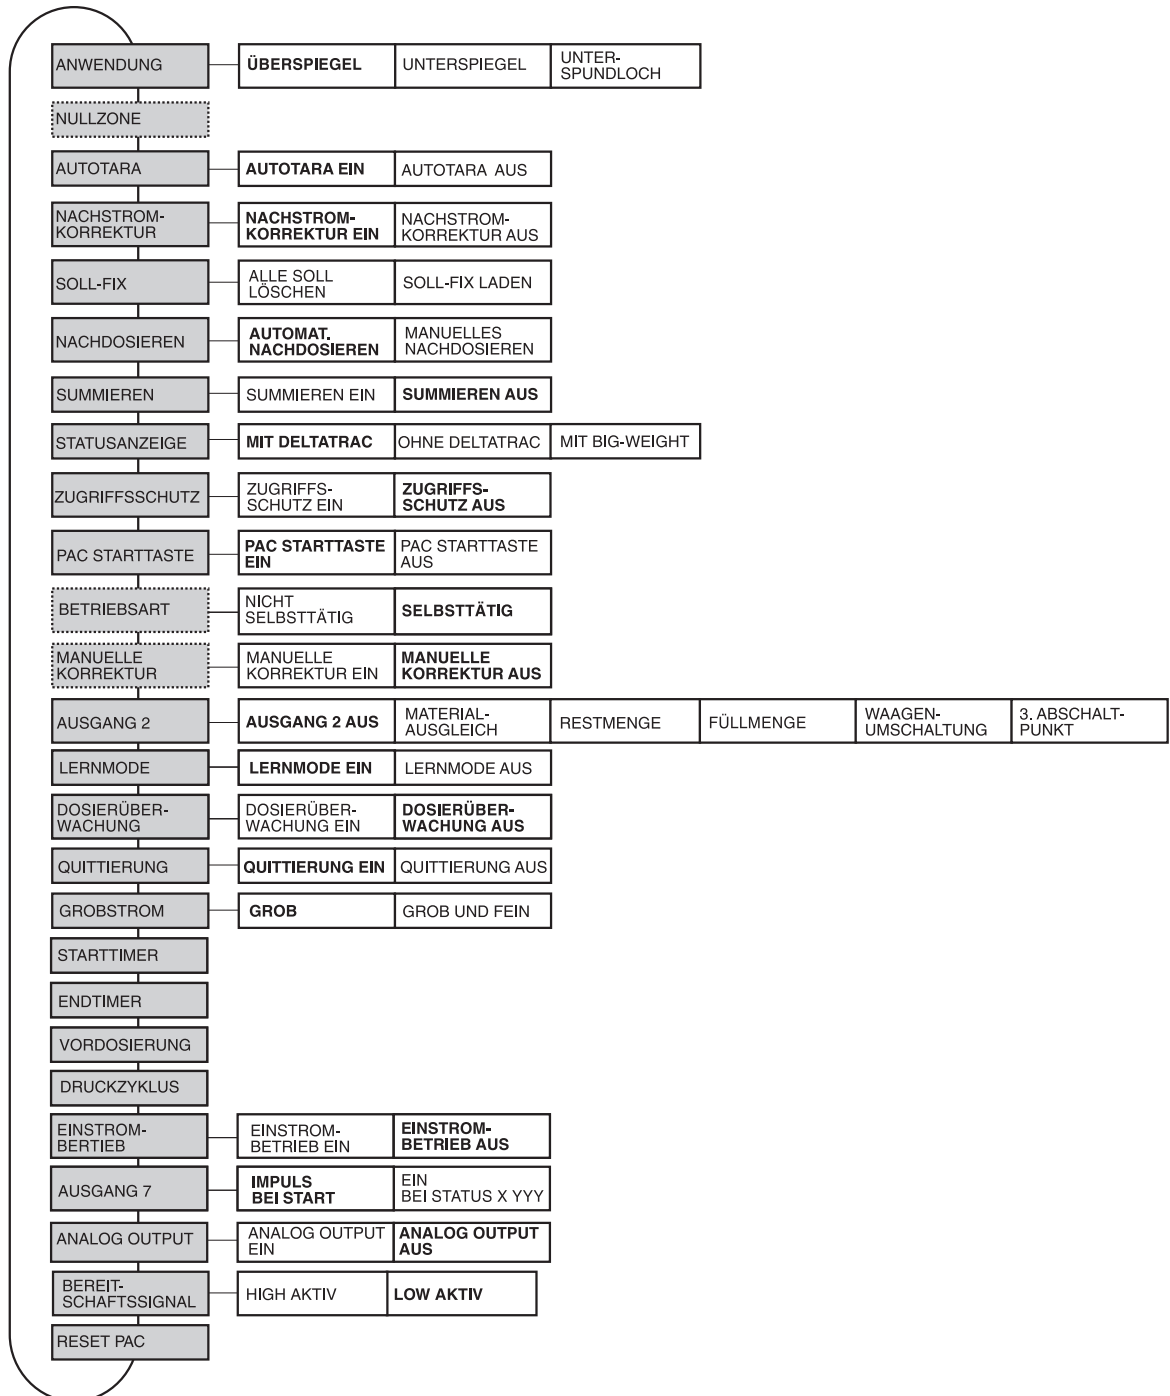 ANWENDUNG
ÜBERSPIEGEL
UNTERSPIEGEL
UNTER-
SPUNDLOCH
NULLZONE
AUTOTARA
AUTOTARA EIN
AUTOTARA AUS
NACHSTROM-
KORREKTUR
NACHSTROM-
KORREKTUR EIN
NACHSTROM-
KORREKTUR AUS
SOLL-FIX
ALLE SOLL
LÖSCHEN
SOLL-FIX LADEN
NACHDOSIEREN
AUTOMAT.
NACHDOSIEREN
MANUELLES
NACHDOSIEREN
SUMMIEREN
SUMMIEREN EIN
SUMMIEREN AUS
STATUSANZEIGE
MIT DELTATRAC
OHNE DELTATRAC
MIT BIG-WEIGHT
ZUGRIFFSSCHUTZ
ZUGRIFFS-
SCHUTZ EIN
ZUGRIFFS-
SCHUTZ AUS
PAC STARTTASTE
PAC STARTTASTE
EIN
PAC STARTTASTE
AUS
BETRIEBSART
NICHT
SELBSTTÄTIG
SELBSTTÄTIG
MANUELLE
KORREKTUR
MANUELLE
KORREKTUR EIN
MANUELLE
KORREKTUR AUS
AUSGANG 2
AUSGANG 2 AUS
MATERIAL-
AUSGLEICH
RESTMENGE
FÜLLMENGE
WAAGEN-
UMSCHALTUNG
3. ABSCHALT-
PUNKT
LERNMODE
LERNMODE EIN
LERNMODE AUS
DOSIERÜBER-
WACHUNG
DOSIERÜBER-
WACHUNG EIN
DOSIERÜBER-
WACHUNG AUS
QUITTIERUNG
QUITTIERUNG EIN
QUITTIERUNG AUS
GROBSTROM
GROB
GROB UND FEIN
STARTTIMER
ENDTIMER
VORDOSIERUNG
DRUCKZYKLUS
EINSTROM-
BERTIEB
EINSTROM-
BETRIEB EIN
EINSTROM-
BETRIEB AUS
AUSGANG 7
IMPULS
BEI START
EIN
BEI STATUS X YYY
ANALOG OUTPUT
ANALOG OUTPUT
EIN
ANALOG OUTPUT
AUS
BEREIT-
SCHAFTSSIGNAL
HIGH AKTIV
LOW AKTIV
RESET PAC